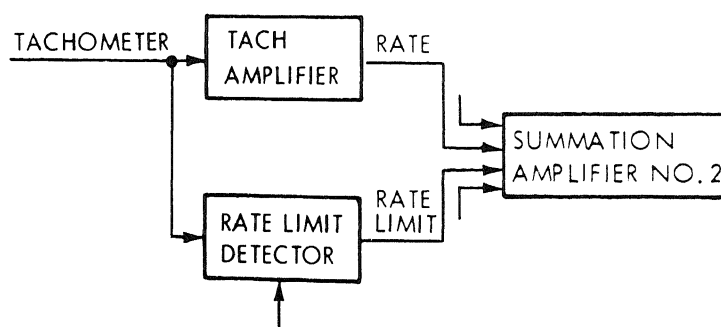 TACHOMETER
TACH
AMPLIFIER
RATE
SUMMATION
AMPLIFIER NO. 2
RATE LIMIT
DETECTOR
RATE
LIMIT